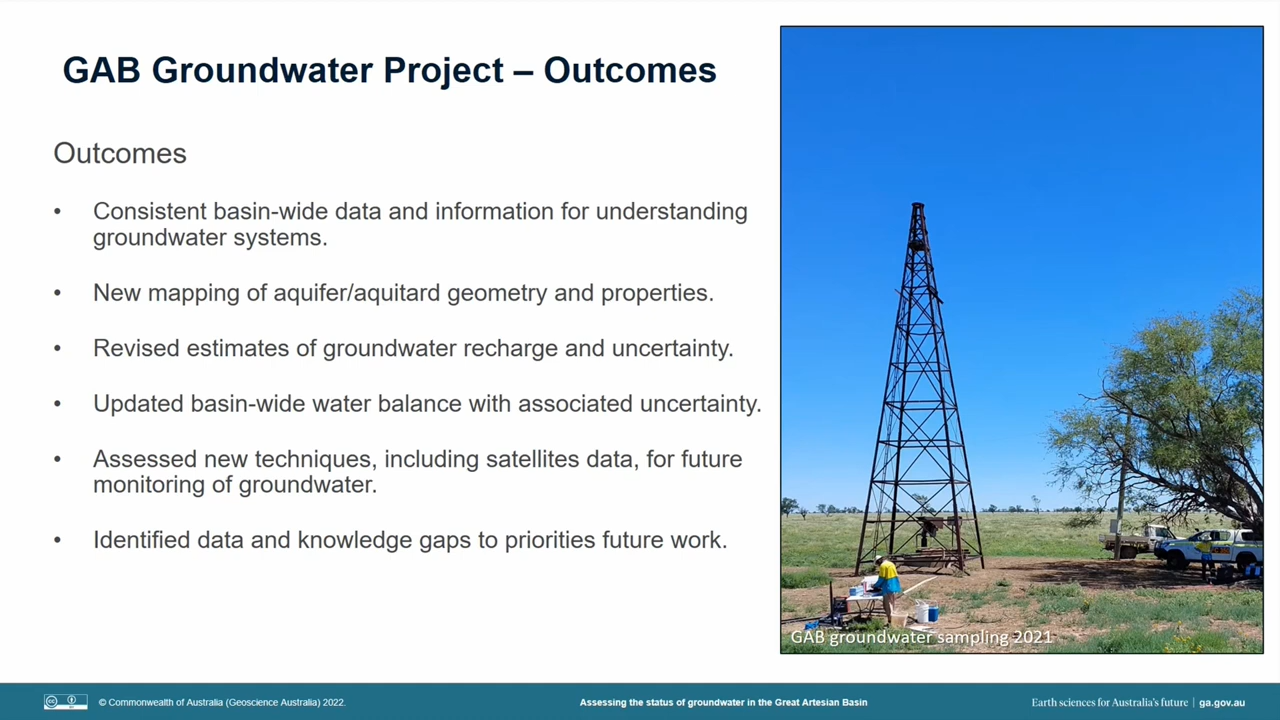 GAB Groundwater Project – Outcomes
Outcomes
• Consistent basin-wide data and information for understanding
groundwater systems.
• New mapping of aquifer/aquitard geometry and properties.
• Revised estimates of groundwater recharge and uncertainty.
• Updated basin-wide water balance with associated uncertainty.
• Assessed new techniques, including satellites data, for future
monitoring of groundwater.
• Identified data and knowledge gaps to priorities future work.
GAB groundwater sampling 2021
© Commonwealth of Australia (Geoscience Australia) 2022.
Assessing the status of groundwater in the Great Artesian Basin
Earth sciences for Australia's future | ga.gov.au